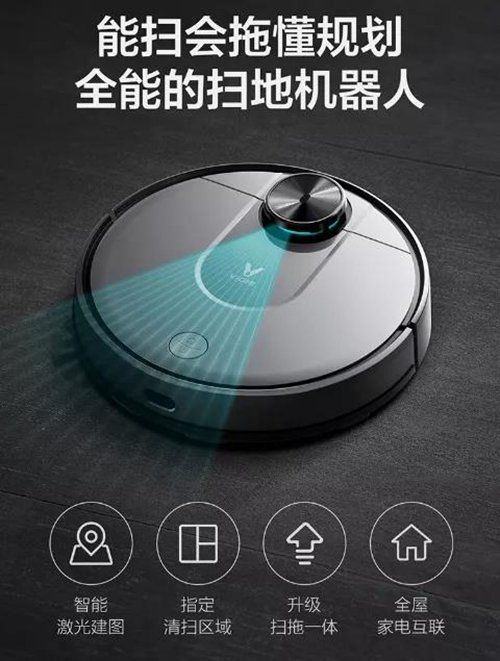 能扫会拖懂规划
全能的扫地机器人
VIOMI
智能
激光建图
指定
清扫区域
升级
扫拖一体
全屋
家电互联